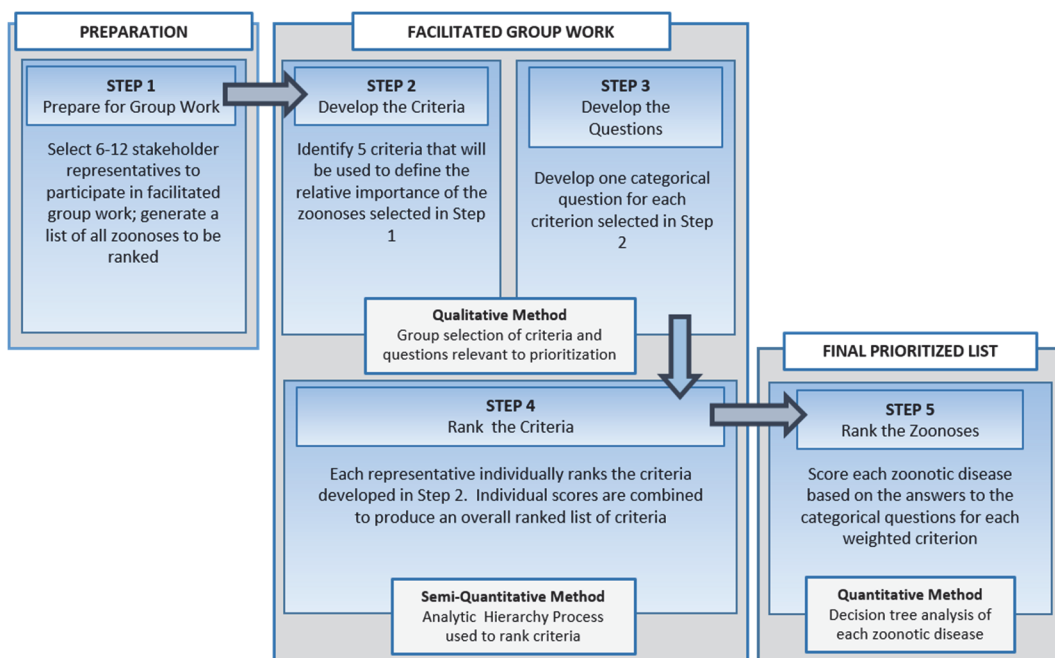 PREPARATION
STEP 1
Prepare for Group Work
Select 6-12 stakeholder
representatives to
participate in facilitated
group work; generate a
list of all zoonoses to be
ranked
FACILITATED GROUP WORK
STEP 2
Develop the Criteria
Identify 5 criteria that will
be used to define the
relative importance of the
zoonoses selected in Step
1
STEP 3
Develop the
Questions
Develop one categorical
question for each
criterion selected in Step
2
Qualitative Method
Group selection of criteria and
questions relevant to prioritization
STEP 4
Rank the Criteria
Each representative individually ranks the criteria
developed in Step 2. Individual scores are combined
to produce an overall ranked list of criteria
Semi-Quantitative Method
Analytic Hierarchy Process
used to rank criteria
FINAL PRIORITIZED LIST
STEP 5
Rank the Zoonoses
Score each zoonotic disease
based on the answers to the
categorical questions for each
weighted criterion
Quantitative Method
Decision tree analysis of
each zoonotic disease